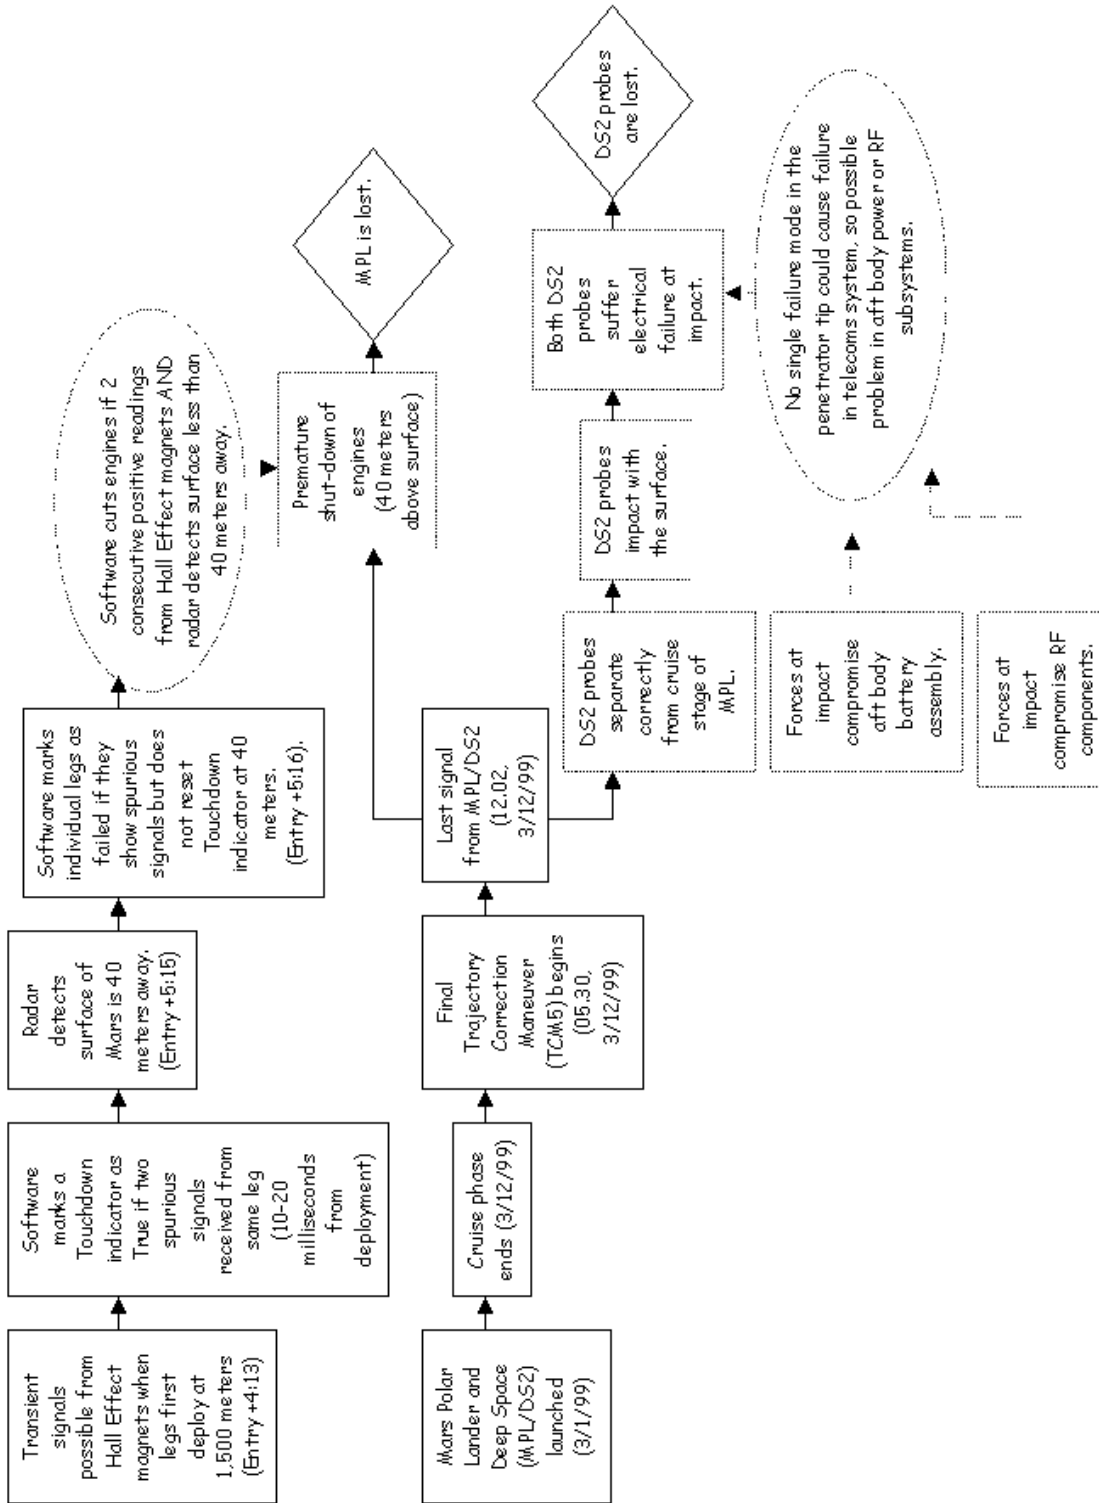 Transient
signals
possible from
Hall Effect
magnets when
legs first
deploy at
1,500 meters
(Entry +4:13)
Software
marks a
Touchdown
indicator as
True if two
spurious
signals
received from
same leg
(10-20
milliseconds
from
deployment)
Radar
detects
surface of
Mars is 40
meters away.
(Entry +5:15)
Software marks
individual legs as
failed if they
show spurious
signals but does
not reset
Touchdown
indicator at 40
meters.
(Entry +5:16).
Software cuts engines if 2
consecutive positive readings
from Hall Effect magnets AND
radar detects surface less than
40 meters away.
Premature
shut-down of
engines
(40 meters
above surface)
MPL is lost.
Mars Polar
Lander and
Deep Space
(MPL/DS2)
launched
(3/1/99)
Cruise phase
ends (3/12/99)
Final
Trajectory
Correction
Maneuver
(TCM5) begins
(05.30,
3/12/99)
Last signal
from MPL/DS2
(12.02,
3/12/99)
DS2 probes
separate
correctly
from cruise
stage of
MPL.
DS2 probes
impact with
the surface.
Both DS2
probes
suffer
electrical
failure at
impact.
DS2 probes
are lost.
Forces at
impact
compromise
aft body
battery
assembly.
No single failure mode in the
penetrator tip could cause failure
in telecoms system, so possible
problem in aft body power or RF
subsystems.
Forces at
impact
compromise RF
components.